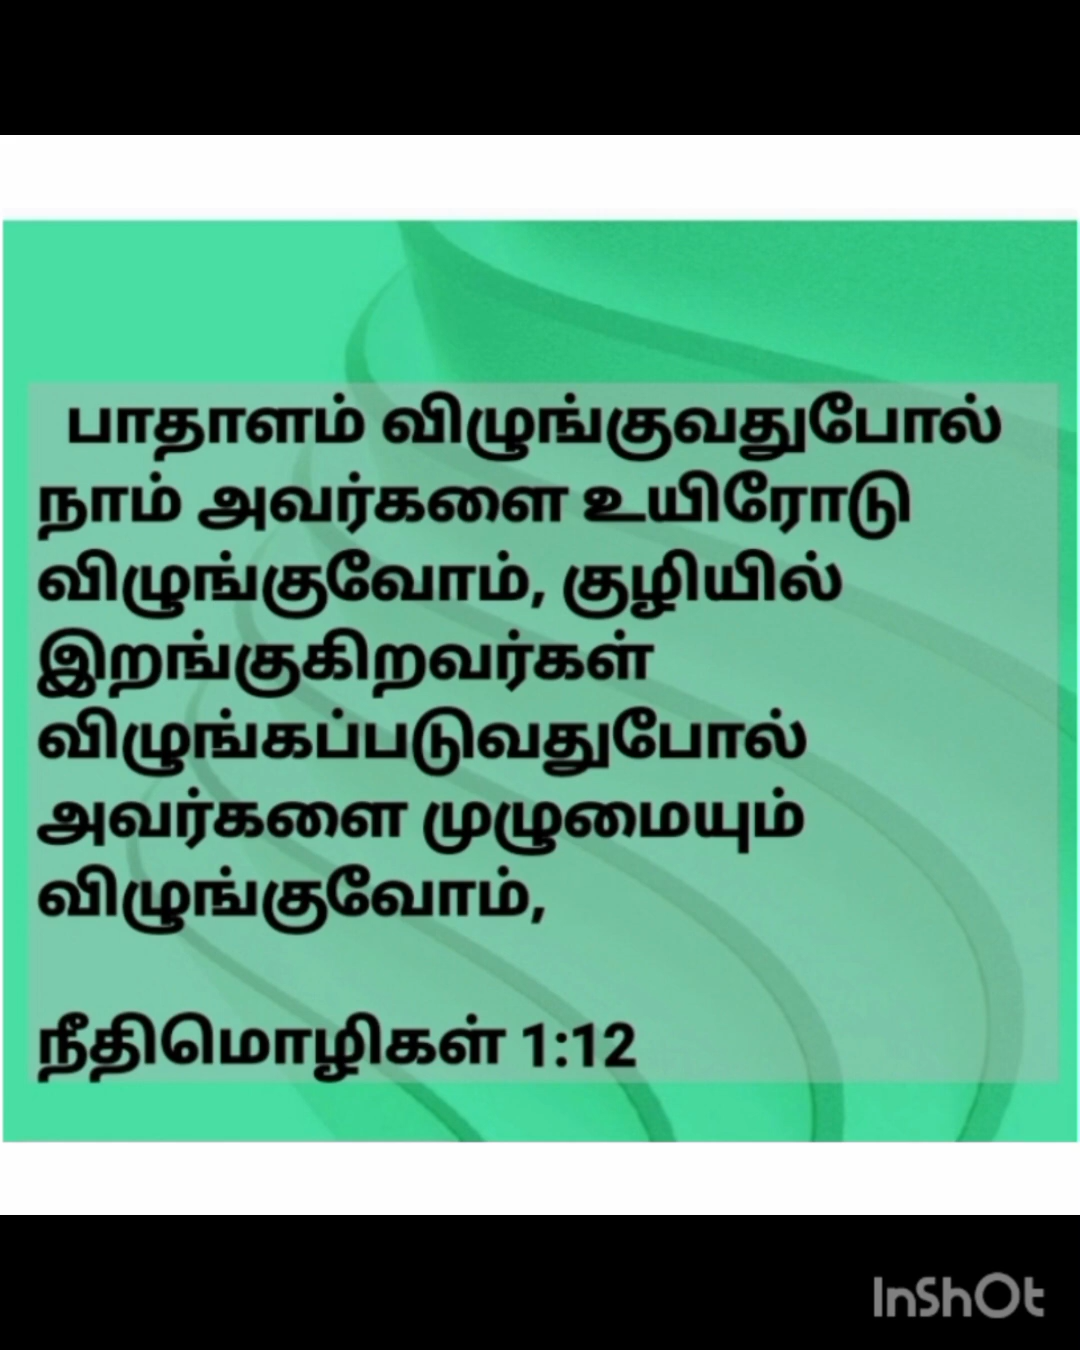 பாதாளம் விழுங்குவதுபோல்
நாம் அவர்களை உயிரோடு
விழுங்குவோம், குழியில்
இறங்குகிறவர்கள்
விழுங்கப்படுவதுபோல்
அவர்களை முழுமையும்
விழுங்குவோம்,
நீதிமொழிகள் 1:12
InShOt